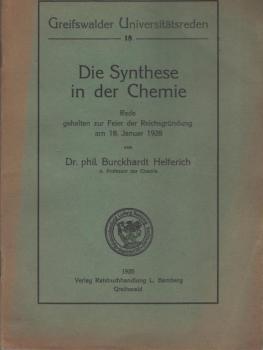 Greifswalder Universitätsreden
18
Die Synthese
in der Chemie
Rede
gehalten zur Feier der Reichsgründung
am 18. Januar 1928
von
Dr. phil. Burckhardt Helferich
o. Professor der Chemie
Verlag Ratsbuchhandlung L. Bamberg
Greifswald